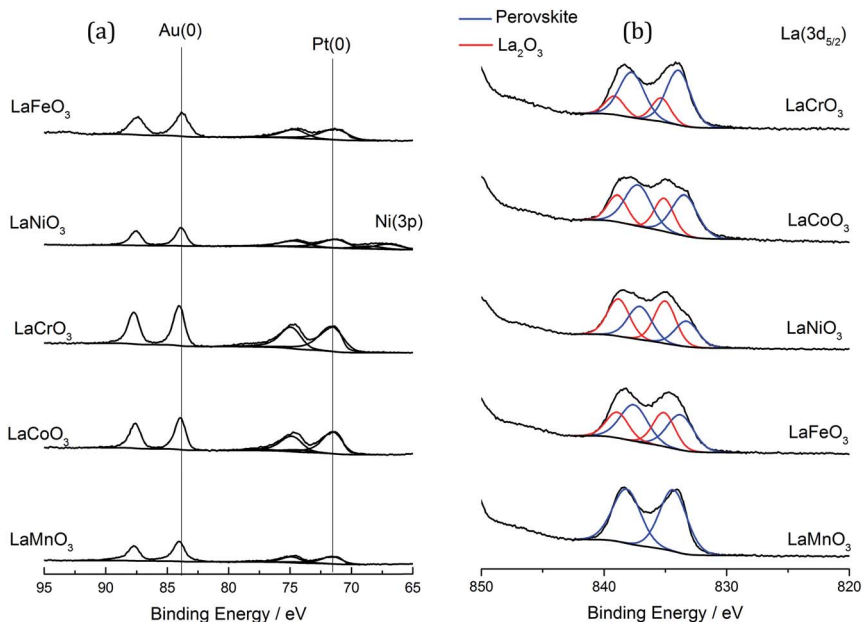 (a)
Au(0)
Pt(0)
LaFeO₃
LaNiO₃
Ni(3p)
LaCrO₃
LaCoO₃
LaMnO₃
95 90 85 80 75 70 65
Binding Energy / eV
Perovskite
La₂O₃
(b)
La(3d₅/₂)
LaCrO₃
LaCoO₃
LaNiO₃
LaFeO₃
LaMnO₃
850 840 830 820
Binding Energy / eV